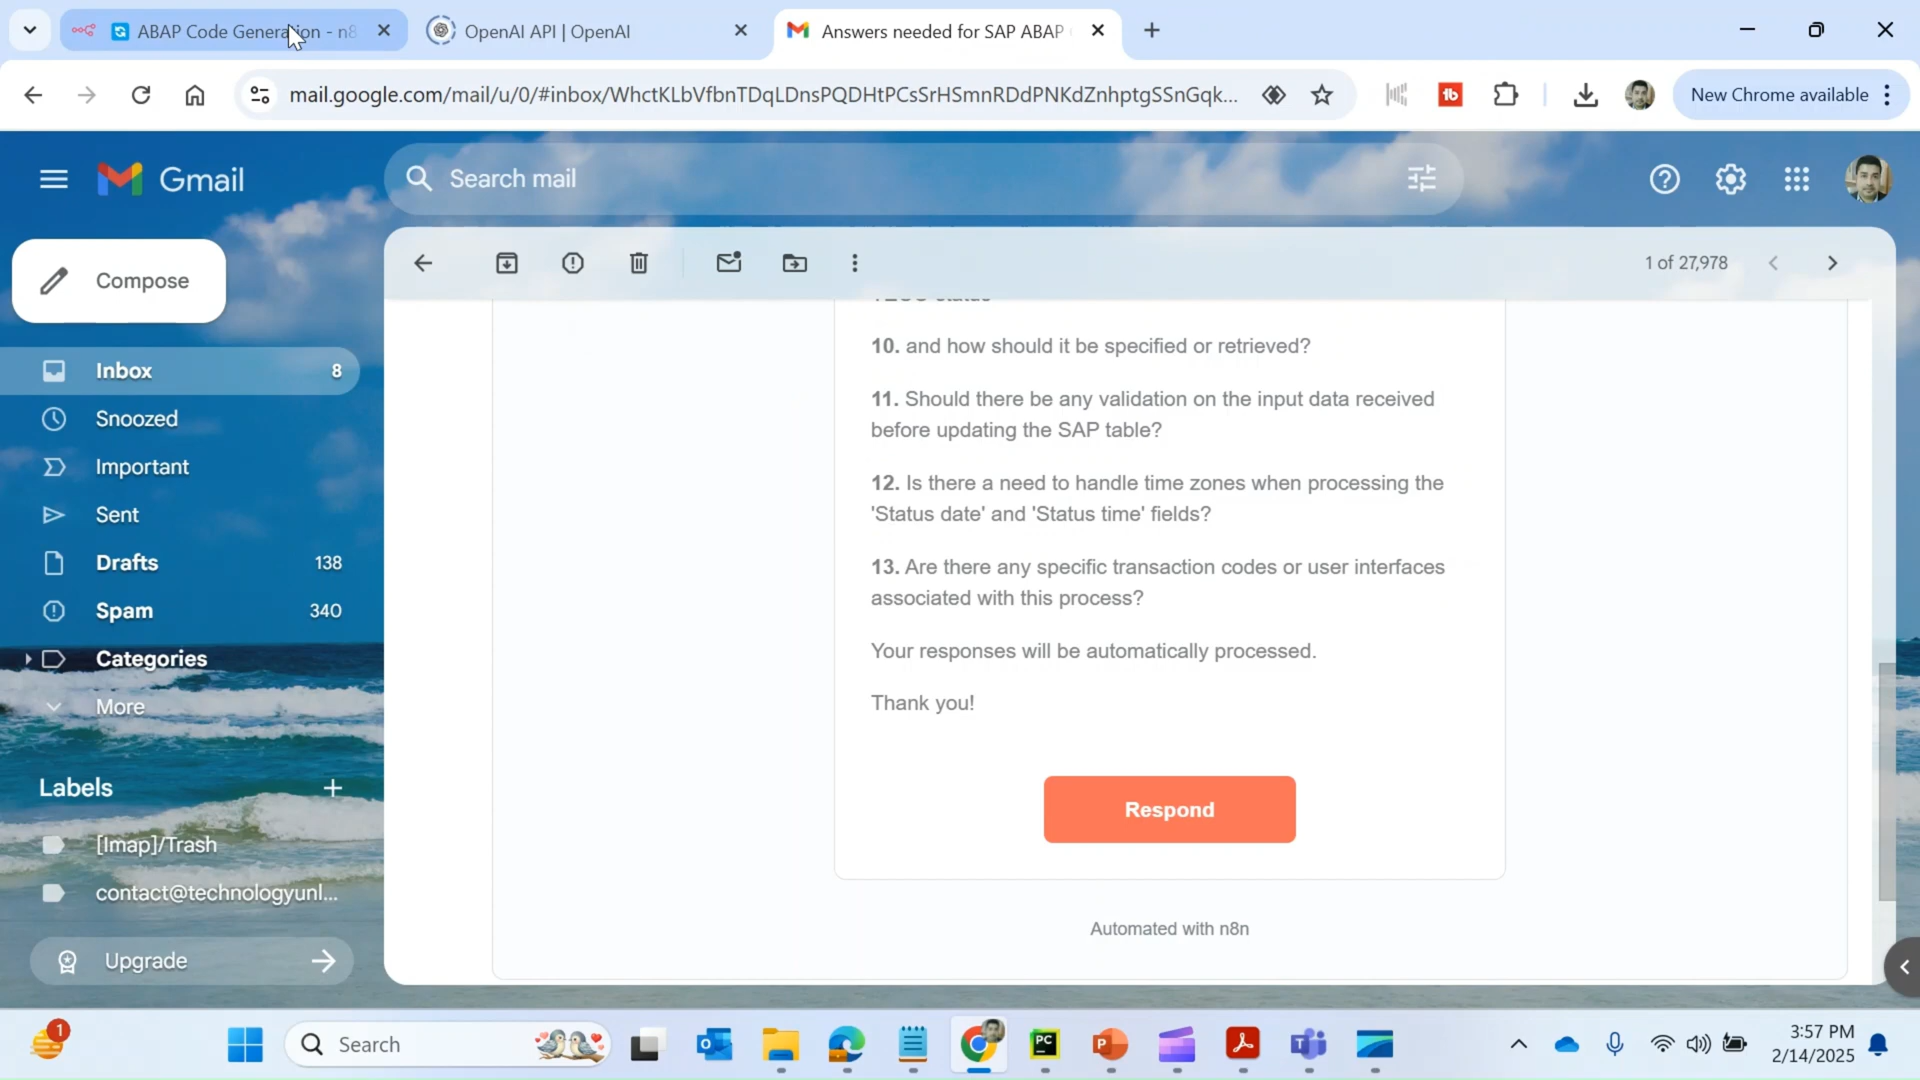 ABAP Code Generation - n8
OpenAI API | OpenAI
Answers needed for SAP ABAP
mail.google.com/mail/u/0/#inbox/WhctKLbVfbnTDqLDnsPQDHtPCsSrHSmnRDdPNKdZnhptgSSnGqk...
New Chrome available
Gmail
Search mail
Compose
1 of 27,978
Inbox 8
Snoozed
Important
Sent
Drafts 138
Spam 340
Categories
More
Labels
[Imap]/Trash
contact@technologyunl...
Upgrade
10. and how should it be specified or retrieved?
11. Should there be any validation on the input data received
before updating the SAP table?
12. Is there a need to handle time zones when processing the
'Status date' and 'Status time' fields?
13. Are there any specific transaction codes or user interfaces
associated with this process?
Your responses will be automatically processed.
Thank you!
Respond
Automated with n8n
1
Search
3:57 PM
2/14/2025